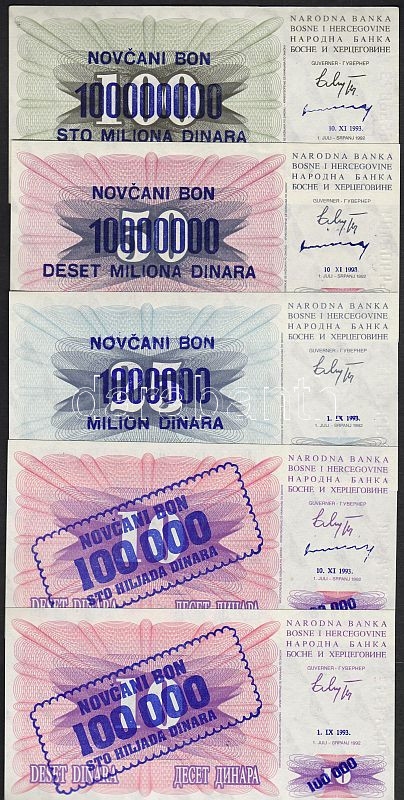 NARODNA BANKA
BOSNE I HERCEGOVINE
НАРОДНА БАНКА
БОСНЕ И ХЕРЦЕГОВИНЕ
GUVERNER - ГУВЕРНЕР
NOVČANI BON
100
100000000
STO MILIONA DINARA
10. XI 1993.
1. JULI - SRPANJ 1992
NARODNA BANKA
BOSNE I HERCEGOVINE
НАРОДНА БАНКА
БОСНЕ И ХЕРЦЕГОВИНЕ
GUVERNER - ГУВЕРНЕР
NOVČANI BON
50
10000000
DESET MILIONA DINARA
10. XI 1993.
1. JULI - SRPANJ 1992
NARODNA BANKA
BOSNE I HERCEGOVINE
НАРОДНА БАНКА
БОСНЕ И ХЕРЦЕГОВИНЕ
GUVERNER - ГУВЕРНЕР
NOVČANI BON
25
1000000
MILION DINARA
1. IX 1993.
1. JULI - SRPANJ 1992
darabanth
NARODNA BANKA
BOSNE I HERCEGOVINE
НАРОДНА БАНКА
БОСНЕ И ХЕРЦЕГОВИНЕ
GUVERNER - ГУВЕРНЕР
NOVČANI BON
100 000
STO HILJADA DINARA
10. XI 1993.
1. JULI - SRPANJ 1992
DESET DINARA ДЕСЕТ ДИНАРА
100 000
NARODNA BANKA
BOSNE I HERCEGOVINE
НАРОДНА БАНКА
БОСНЕ И ХЕРЦЕГОВИНЕ
GUVERNER - ГУВЕРНЕР
NOVČANI BON
100 000
STO HILJADA DINARA
1. IX 1993.
1. JULI - SRPANJ 1992
DESET DINARA ДЕСЕТ ДИНАРА
100 000